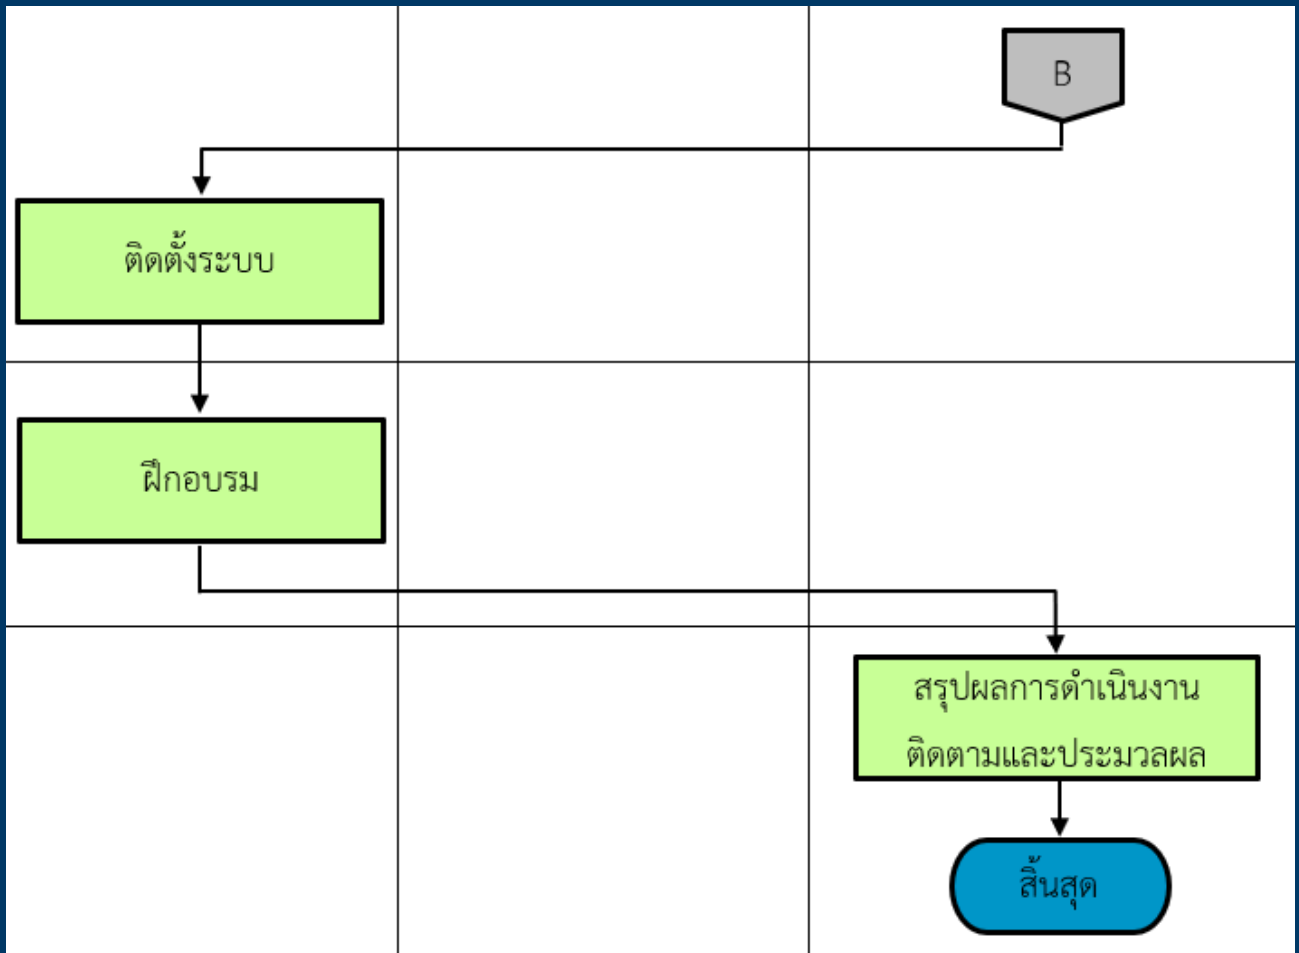 B
ติดตั้งระบบ
ฝึกอบรม
สรุปผลการดำเนินงาน
ติดตามและประมวลผล
สิ้นสุด